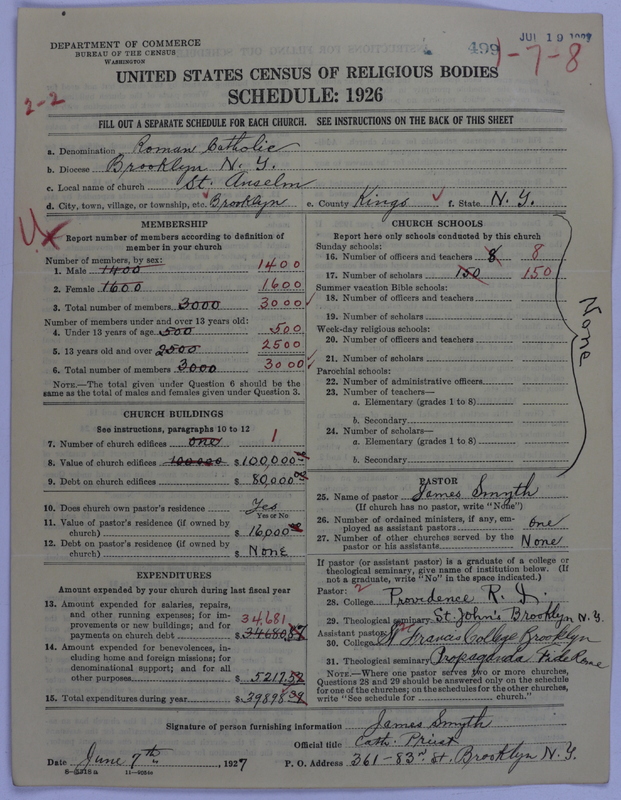 DEPARTMENT OF COMMERCE
BUREAU OF THE CENSUS
WASHINGTON
499
JUL 19 1927
1-7-8
2-2
UNITED STATES CENSUS OF RELIGIOUS BODIES
SCHEDULE: 1926
FILL OUT A SEPARATE SCHEDULE FOR EACH CHURCH. SEE INSTRUCTIONS ON THE BACK OF THIS SHEET
a. Denomination Roman Catholic
b. Diocese Brooklyn N. Y.
c. Local name of church St. Anselm
d. City, town, village, or township, etc. Brooklyn e. County Kings f. State N. Y.
MEMBERSHIP
Report number of members according to definition of member in your church
Number of members, by sex:
1. Male 1400 1400
2. Female 1600 1600
3. Total number of members 3000 3000
Number of members under and over 13 years old:
4. Under 13 years of age 500 500
5. 13 years old and over 2500 2500
6. Total number of members 3000 3000
NOTE.—The total given under Question 6 should be the same as the total of males and females given under Question 3.
CHURCH BUILDINGS
See instructions, paragraphs 10 to 12
7. Number of church edifices one 1
8. Value of church edifices 100000 $100,000.00
9. Debt on church edifices $80,000.00
10. Does church own pastor's residence Yes
Yes or No
11. Value of pastor's residence (if owned by church) $16,000
12. Debt on pastor's residence (if owned by church) $None
EXPENDITURES
Amount expended by your church during last fiscal year
13. Amount expended for salaries, repairs, and other running expenses; for improvements or new buildings; and for payments on church debt 34,681 $34680.87
14. Amount expended for benevolences, including home and foreign missions; for denominational support; and for all other purposes $5217.52
15. Total expenditures during year $39898.39
CHURCH SCHOOLS
Report here only schools conducted by this church
Sunday schools:
16. Number of officers and teachers 8 8
17. Number of scholars 150 150
Summer vacation Bible schools:
18. Number of officers and teachers
19. Number of scholars
Week-day religious schools:
20. Number of officers and teachers
21. Number of scholars
Parochial schools:
22. Number of administrative officers
23. Number of teachers—
a. Elementary (grades 1 to 8)
b. Secondary
24. Number of scholars—
a. Elementary (grades 1 to 8)
b. Secondary
None
PASTOR
25. Name of pastor James Smyth
(If church has no pastor, write "None")
26. Number of ordained ministers, if any, employed as assistant pastors one
27. Number of other churches served by the pastor or his assistants None
If pastor (or assistant pastor) is a graduate of a college or theological seminary, give name of institution below. (If not a graduate, write "No" in the space indicated.)
Pastor:
28. College Providence R. I.
29. Theological seminary St. John's Brooklyn N. Y.
Assistant pastor:
30. College St Francis College Brooklyn
31. Theological seminary Propaganda Fide Rome
NOTE.—Where one pastor serves two or more churches, Questions 28 and 29 should be answered only on the schedule for one of the churches; on the schedules for the other churches, write "See schedule for church."
Signature of person furnishing information James Smyth
Official title Cath. Priest
Date June 7th, 1927 P. O. Address 361-83rd St. Brooklyn N. Y.